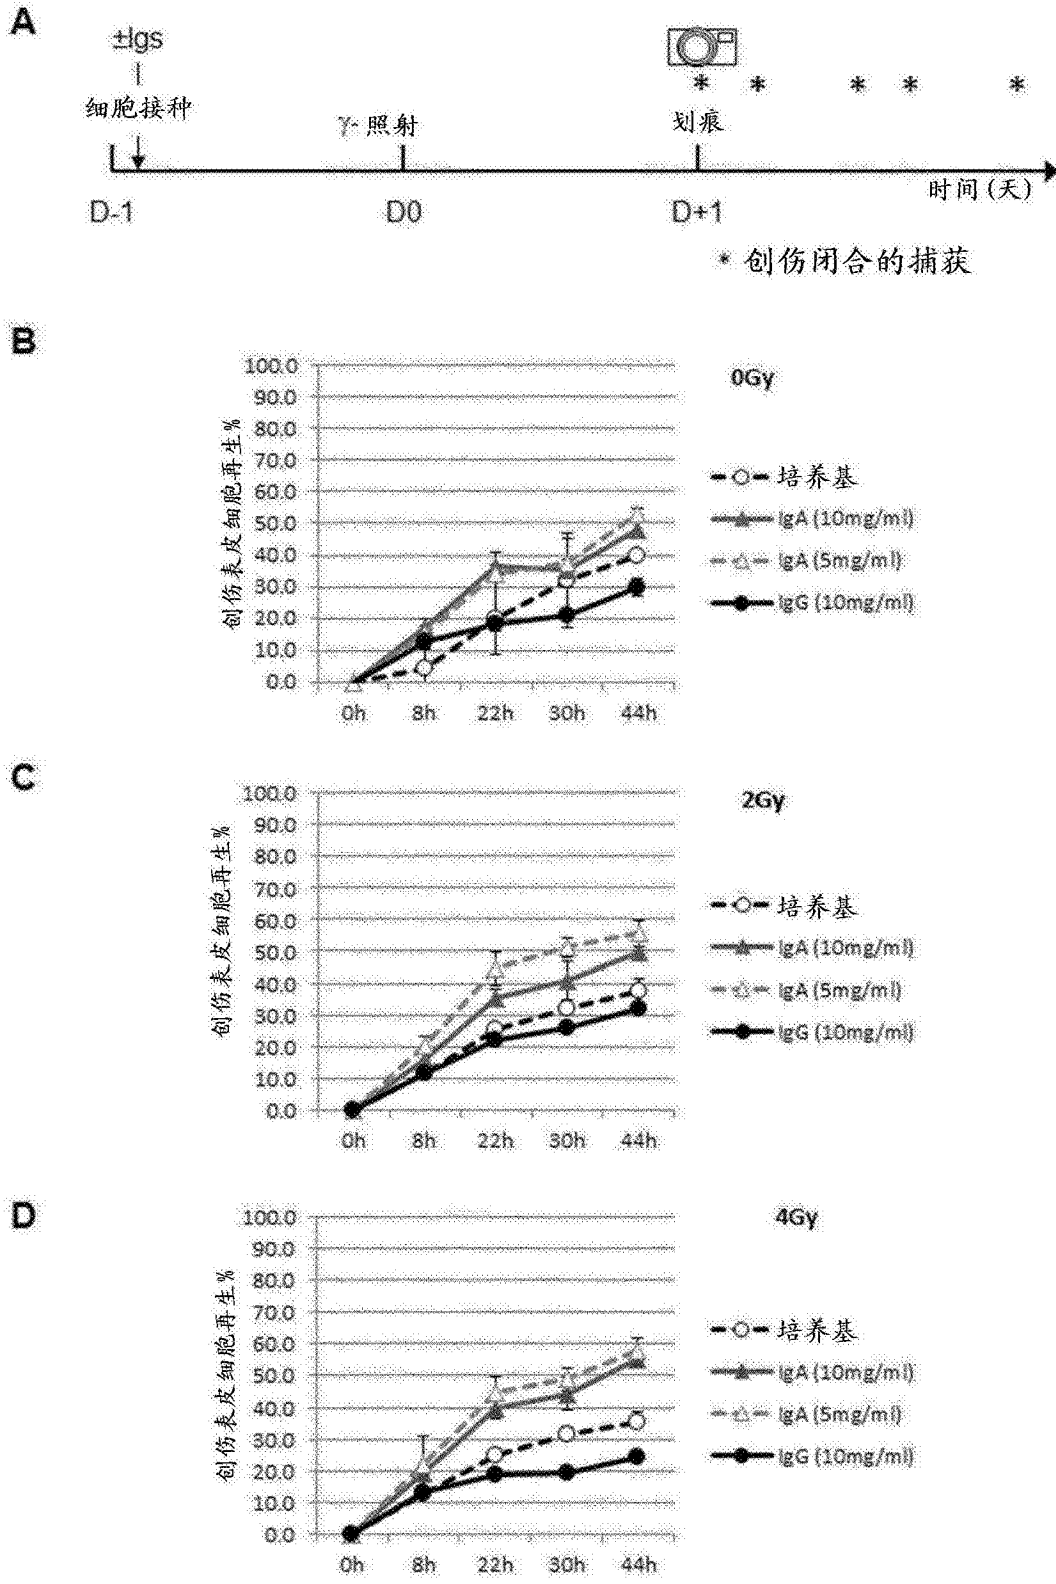 A
±Igs
细胞接种
γ- 照射
划痕
* * * * *
时间(天)
D-1
D0
D+1
* 创伤闭合的捕获
B
创伤表皮细胞再生%
100.0
90.0
80.0
70.0
60.0
50.0
40.0
30.0
20.0
10.0
0.0
0h 8h 22h 30h 44h
0Gy
培养基
IgA (10mg/ml)
IgA (5mg/ml)
IgG (10mg/ml)
C
创伤表皮细胞再生%
100.0
90.0
80.0
70.0
60.0
50.0
40.0
30.0
20.0
10.0
0.0
0h 8h 22h 30h 44h
2Gy
培养基
IgA (10mg/ml)
IgA (5mg/ml)
IgG (10mg/ml)
D
创伤表皮细胞再生%
100.0
90.0
80.0
70.0
60.0
50.0
40.0
30.0
20.0
10.0
0.0
0h 8h 22h 30h 44h
4Gy
培养基
IgA (10mg/ml)
IgA (5mg/ml)
IgG (10mg/ml)